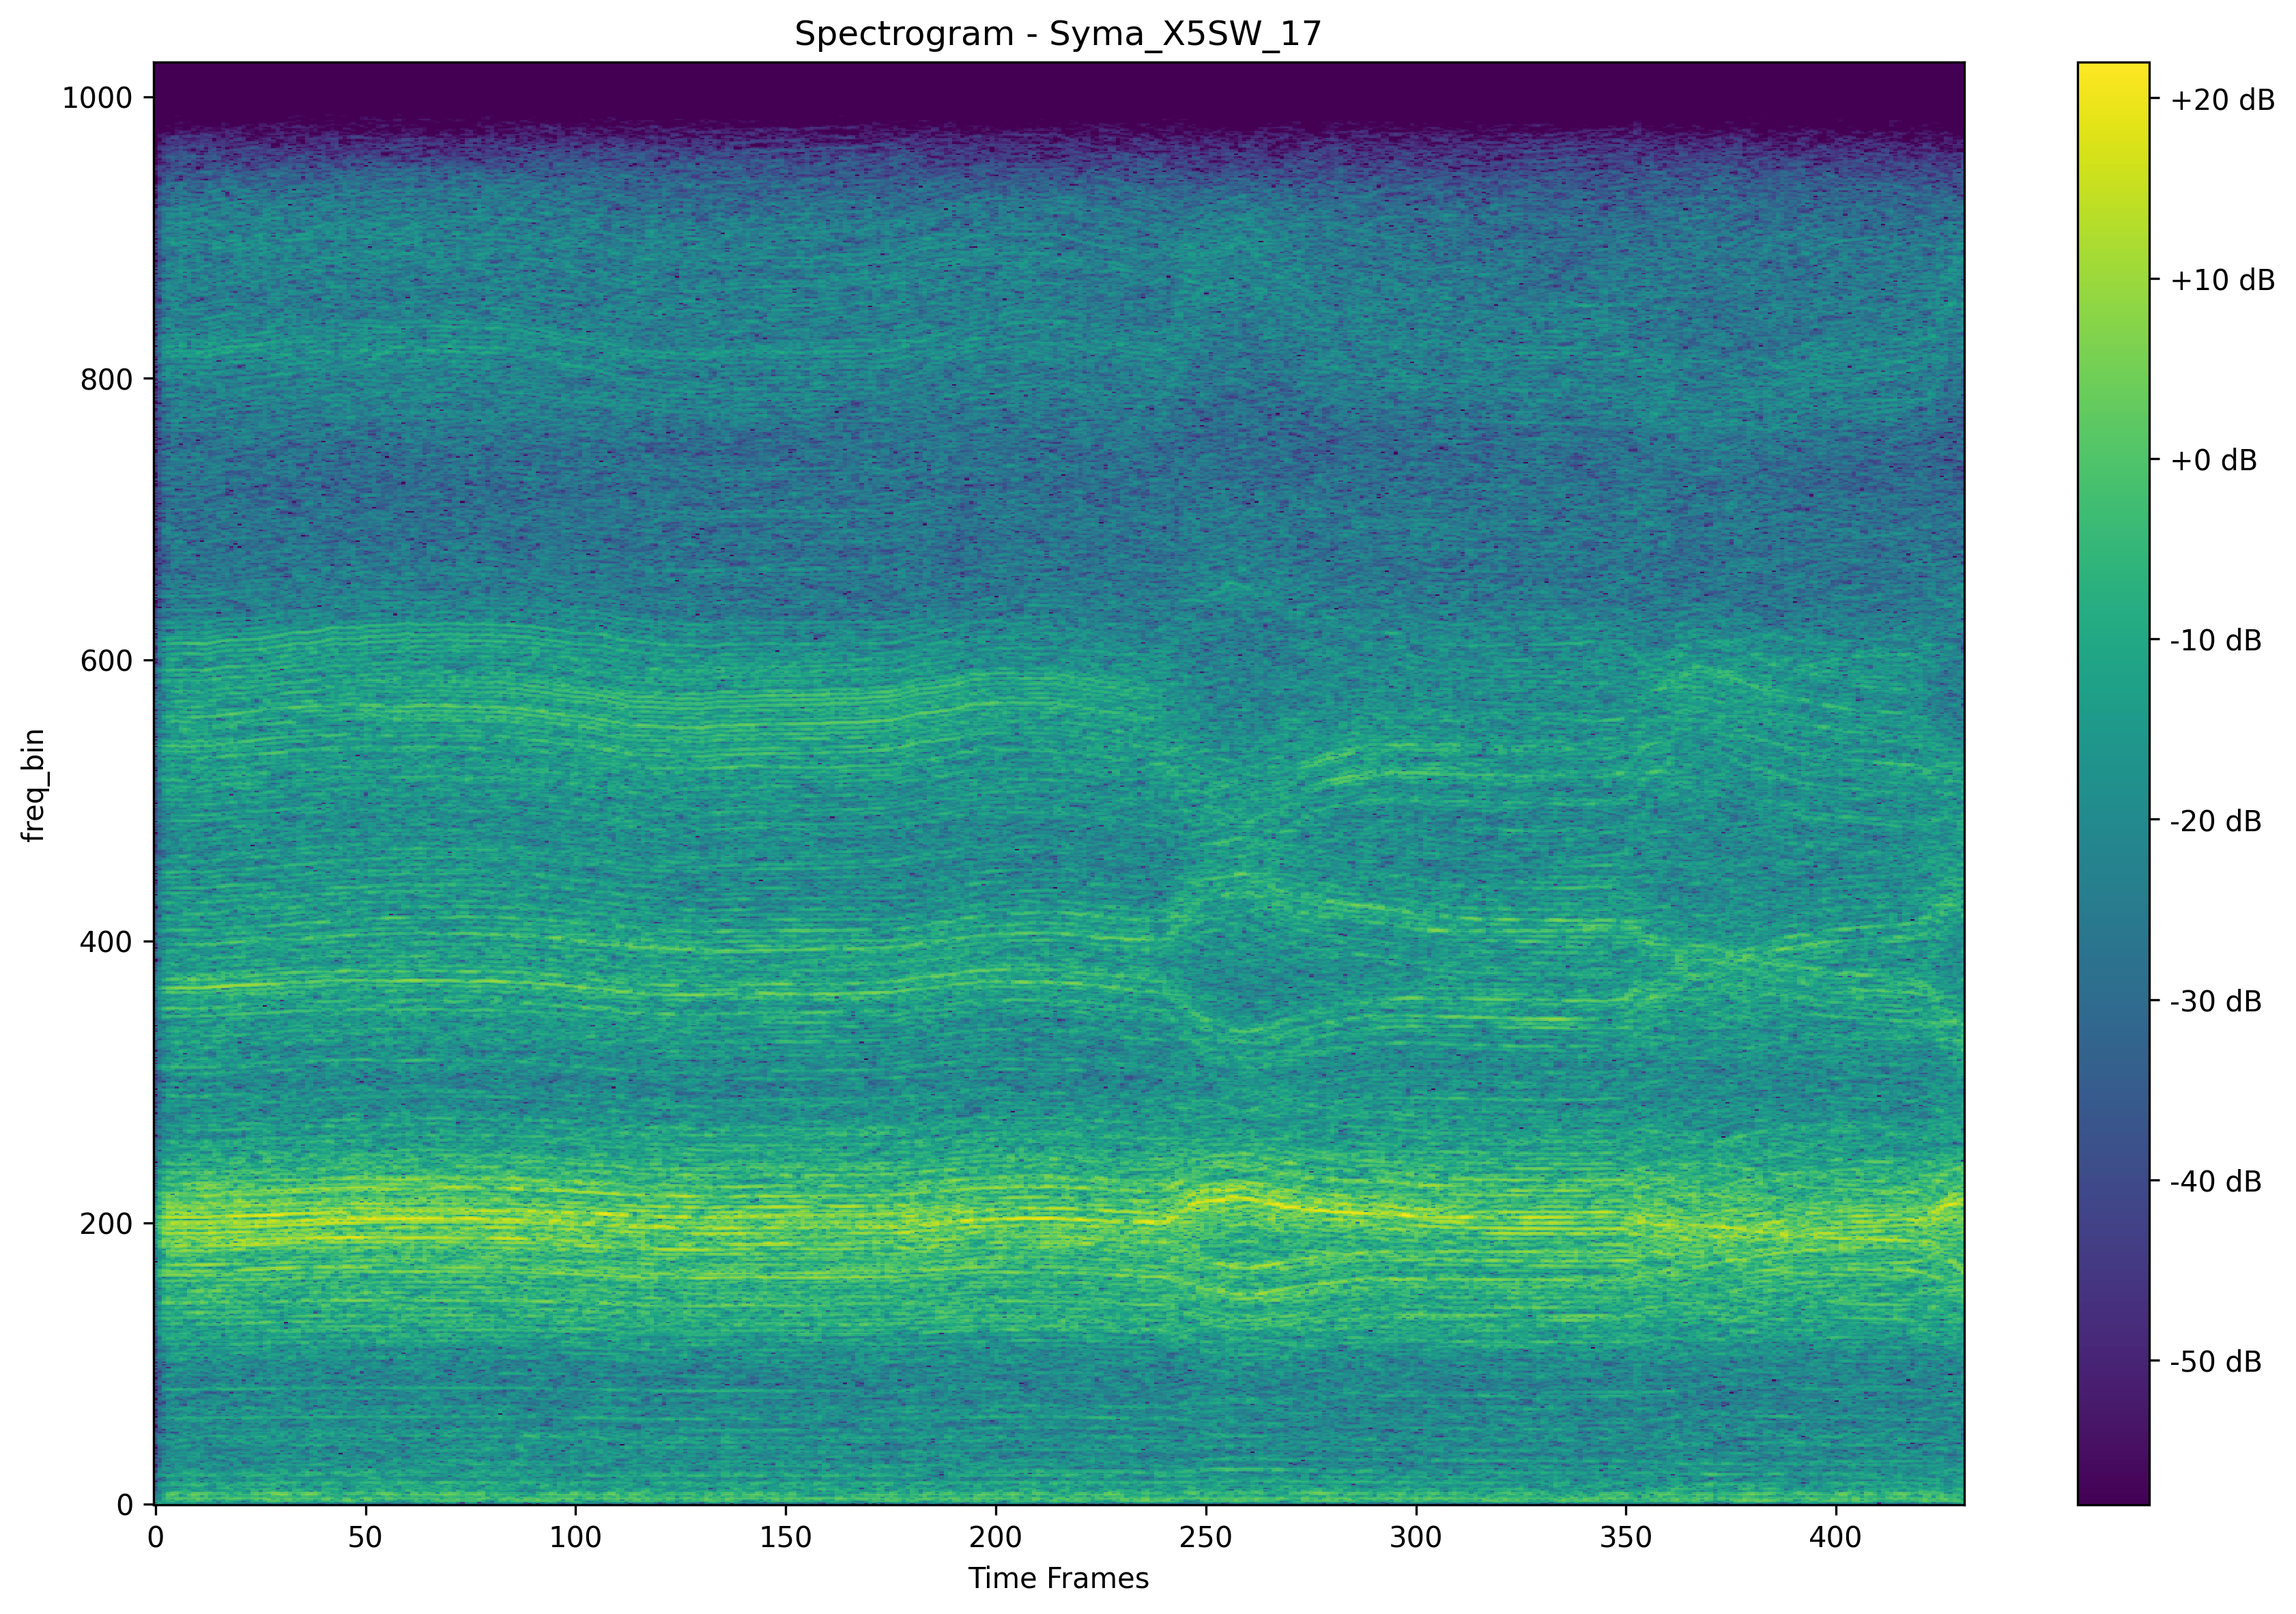 Spectrogram - Syma_X5SW_17
1000
800
600
400
200
0
freq_bin
0 50 100 150 200 250 300 350 400
Time Frames
+20 dB
+10 dB
+0 dB
-10 dB
-20 dB
-30 dB
-40 dB
-50 dB